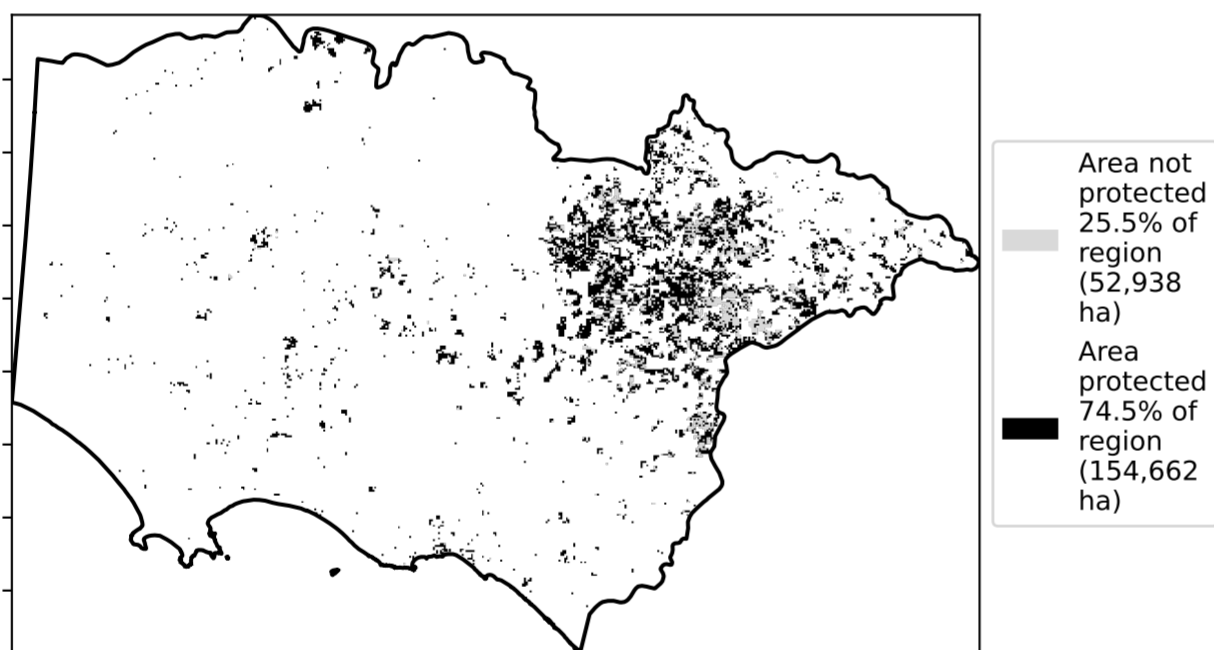 Area not
protected
25.5% of
region
(52,938
ha)
Area
protected
74.5% of
region
(154,662
ha)